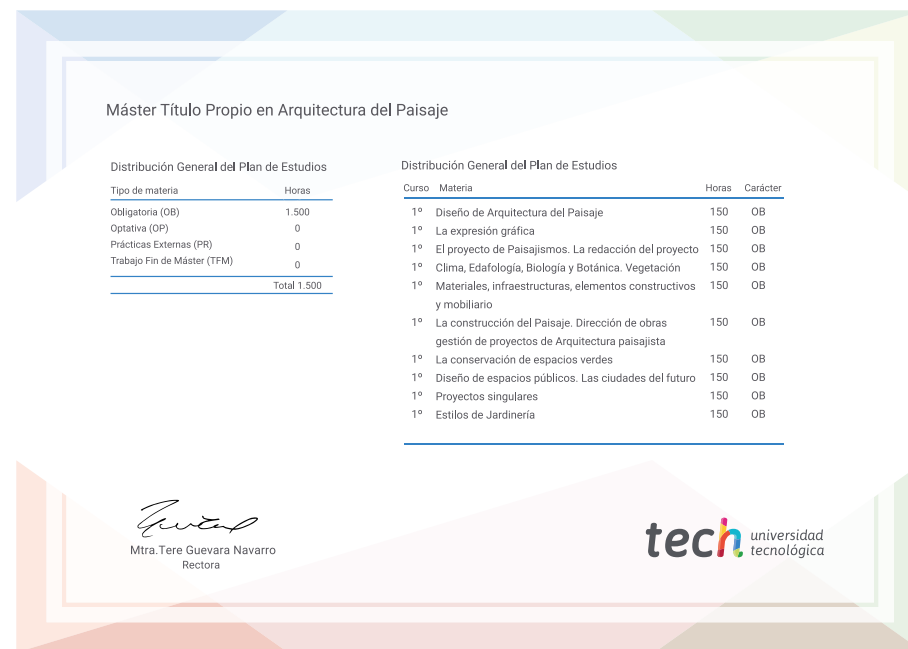 Máster Título Propio en Arquitectura del Paisaje
Distribución General del Plan de Estudios
Tipo de materia Horas
Obligatoria (OB) 1.500
Optativa (OP) 0
Prácticas Externas (PR) 0
Trabajo Fin de Máster (TFM) 0
Total 1.500
Distribución General del Plan de Estudios
Curso Materia Horas Carácter
1º Diseño de Arquitectura del Paisaje 150 OB
1º La expresión gráfica 150 OB
1º El proyecto de Paisajismos. La redacción del proyecto 150 OB
1º Clima, Edafología, Biología y Botánica. Vegetación 150 OB
1º Materiales, infraestructuras, elementos constructivos 150 OB
y mobiliario
1º La construcción del Paisaje. Dirección de obras 150 OB
gestión de proyectos de Arquitectura paisajista
1º La conservación de espacios verdes 150 OB
1º Diseño de espacios públicos. Las ciudades del futuro 150 OB
1º Proyectos singulares 150 OB
1º Estilos de Jardinería 150 OB
Mtra.Tere Guevara Navarro
Rectora
tech universidad
tecnológica